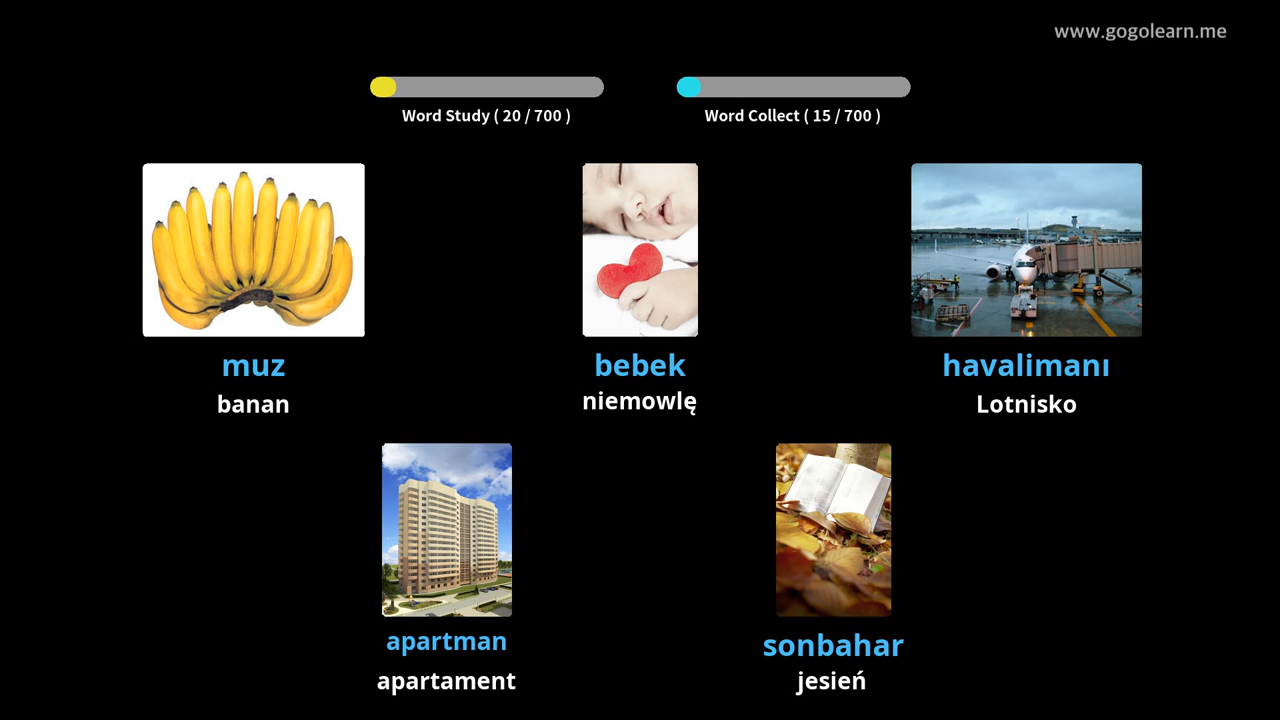 www.gogolearn.me
Word Study ( 20 / 700 )
Word Collect ( 15 / 700 )
muz
banan
bebek
niemowlę
havalimanı
Lotnisko
apartman
apartament
sonbahar
jesień